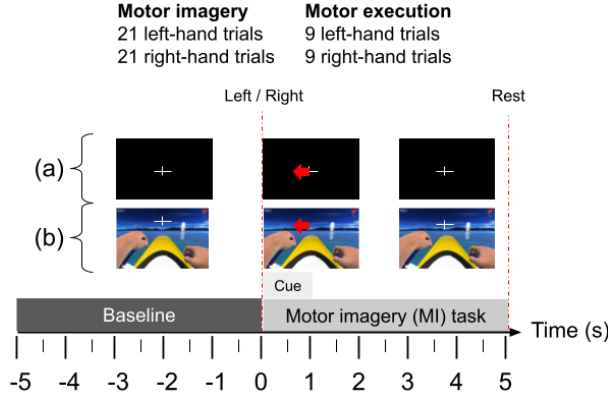 Motor imagery
21 left-hand trials
21 right-hand trials
Motor execution
9 left-hand trials
9 right-hand trials
Left / Right
Rest
(a)
(b)
Cue
Baseline
Motor imagery (MI) task
Time (s)
-5 -4 -3 -2 -1 0 1 2 3 4 5